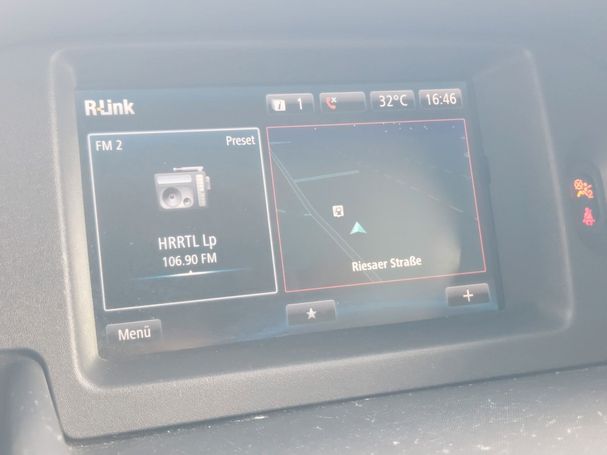 R-Link
i 1
32°C
16:46
FM 2
Preset
HRRTL Lp
106.90 FM
Riesaer Straße
Menü
+